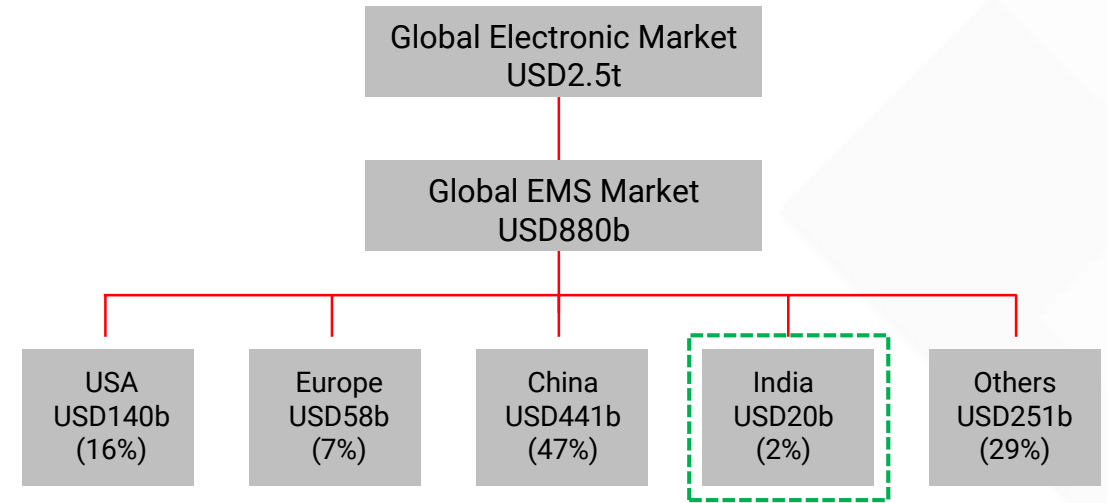 Global Electronic Market
USD2.5t
Global EMS Market
USD880b
USA
USD140b
(16%)
Europe
USD58b
(7%)
China
USD441b
(47%)
India
USD20b
(2%)
Others
USD251b
(29%)